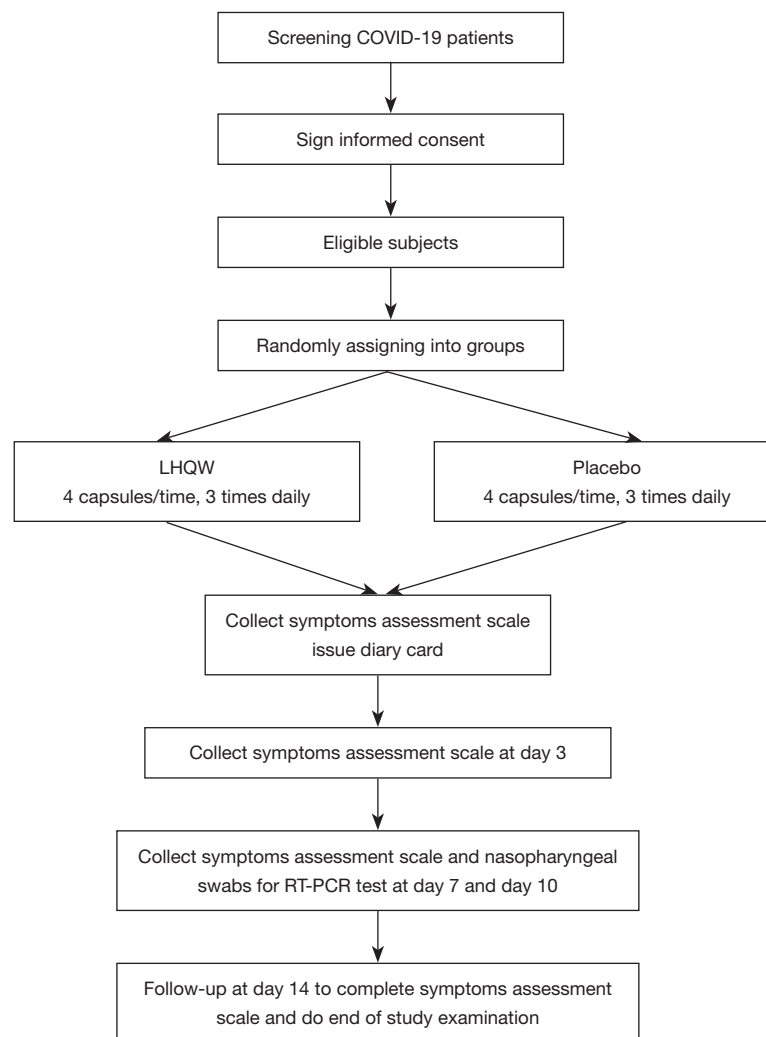 Screening COVID-19 patients
Sign informed consent
Eligible subjects
Randomly assigning into groups
LHQW
4 capsules/time, 3 times daily
Placebo
4 capsules/time, 3 times daily
Collect symptoms assessment scale
issue diary card
Collect symptoms assessment scale at day 3
Collect symptoms assessment scale and nasopharyngeal
swabs for RT-PCR test at day 7 and day 10
Follow-up at day 14 to complete symptoms assessment
scale and do end of study examination